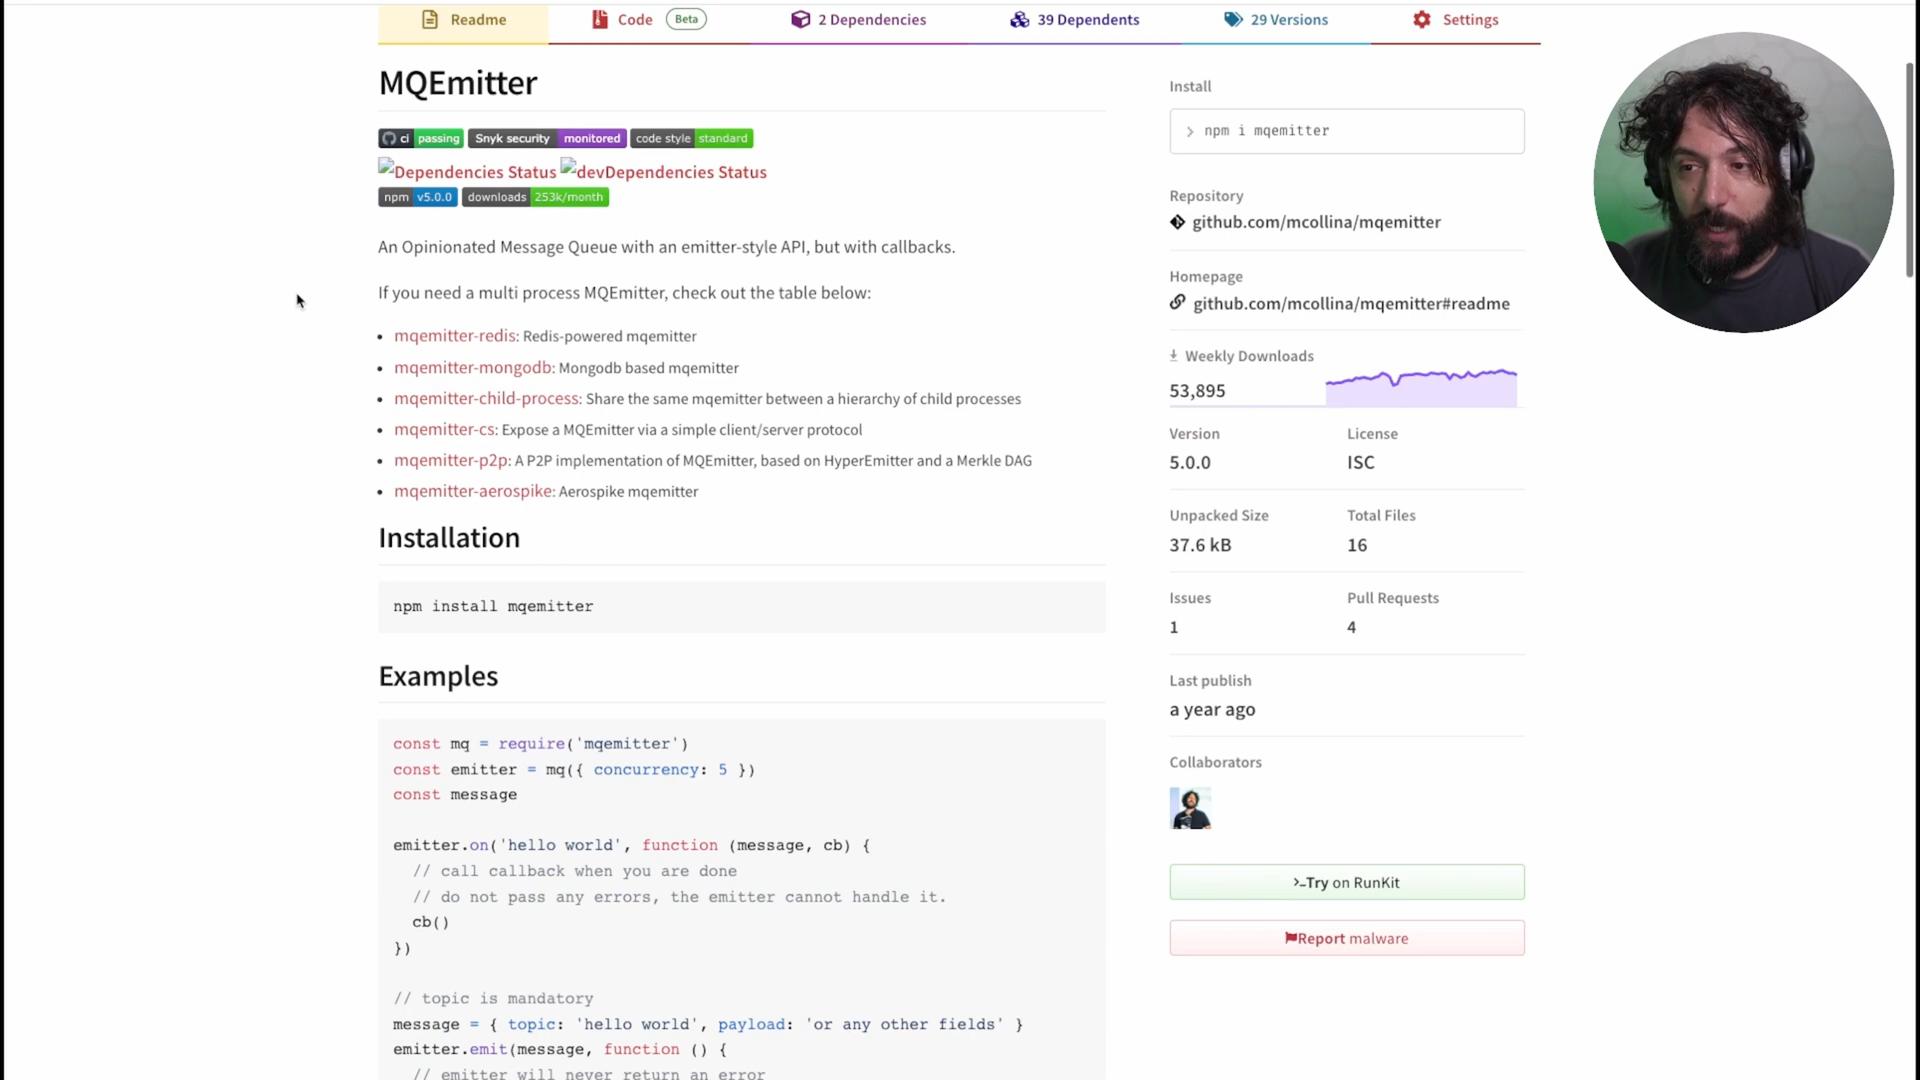 Readme
Code Beta
2 Dependencies
39 Dependents
29 Versions
Settings
MQEmitter
ci passing Snyk security monitored code style standard
Dependencies Status devDependencies Status
npm v5.0.0 downloads 253k/month
An Opinionated Message Queue with an emitter-style API, but with callbacks.
If you need a multi process MQEmitter, check out the table below:
mqemitter-redis: Redis-powered mqemitter
mqemitter-mongodb: Mongodb based mqemitter
mqemitter-child-process: Share the same mqemitter between a hierarchy of child processes
mqemitter-cs: Expose a MQEmitter via a simple client/server protocol
mqemitter-p2p: A P2P implementation of MQEmitter, based on HyperEmitter and a Merkle DAG
mqemitter-aerospike: Aerospike mqemitter
Installation
npm install mqemitter
Examples
const mq = require('mqemitter')
const emitter = mq({ concurrency: 5 })
const message
emitter.on('hello world', function (message, cb) {
// call callback when you are done
// do not pass any errors, the emitter cannot handle it.
cb()
})
// topic is mandatory
message = { topic: 'hello world', payload: 'or any other fields' }
emitter.emit(message, function () {
// emitter will never return an error
Install
> npm i mqemitter
Repository
github.com/mcollina/mqemitter
Homepage
github.com/mcollina/mqemitter#readme
Weekly Downloads
53,895
Version License
5.0.0 ISC
Unpacked Size Total Files
37.6 kB 16
Issues Pull Requests
1 4
Last publish
a year ago
Collaborators
>_Try on RunKit
Report malware